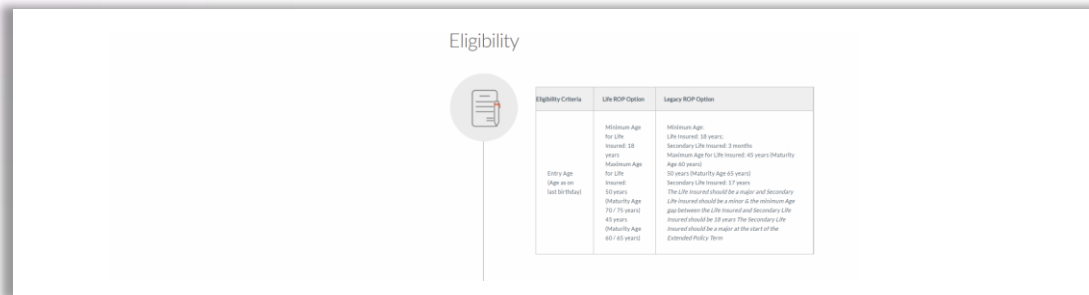 Eligibility
Eligibility Criteria
Life ROP Option
Legacy ROP Option
Entry Age
(Age as on
last birthday)
Minimum Age
for Life
Insured: 18
years
Maximum Age
for Life
Insured:
50 years
(Maturity Age
70 / 75 years)
45 years
(Maturity Age
60 / 65 years)
Minimum Age:
Life Insured: 18 years;
Secondary Life Insured: 3 months
Maximum Age for Life Insured: 45 years (Maturity
Age 60 years)
50 years (Maturity Age 65 years)
Secondary Life Insured: 17 years
The Life Insured should be a major and Secondary
Life Insured should be a minor & the minimum Age
gap between the Life Insured and Secondary Life
Insured should be 18 years The Secondary Life
Insured should be a major at the start of the
Extended Policy Term